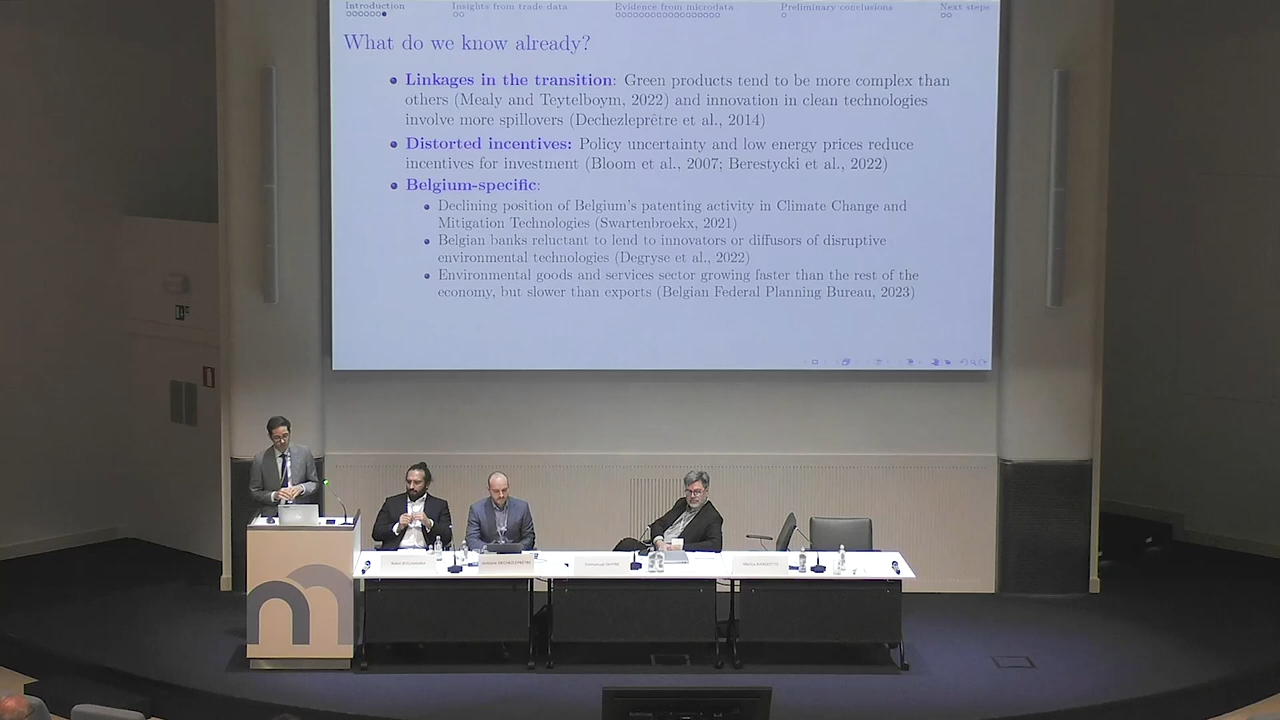 Introduction
Insights from trade data
Evidence from microdata
Preliminary conclusions
Next steps
What do we know already?
Linkages in the transition: Green products tend to be more complex than
others (Mealy and Teytelboym, 2022) and innovation in clean technologies
involve more spillovers (Dechezleprêtre et al., 2014)
Distorted incentives: Policy uncertainty and low energy prices reduce
incentives for investment (Bloom et al., 2007; Berestycki et al., 2022)
Belgium-specific:
Declining position of Belgium's patenting activity in Climate Change and
Mitigation Technologies (Swartenbroekx, 2021)
Belgian banks reluctant to lend to innovators or diffusors of disruptive
environmental technologies (Degryse et al., 2022)
Environmental goods and services sector growing faster than the rest of the
economy, but slower than exports (Belgian Federal Planning Bureau, 2023)
DECHEZLEPRÊTRE
Emmanuel